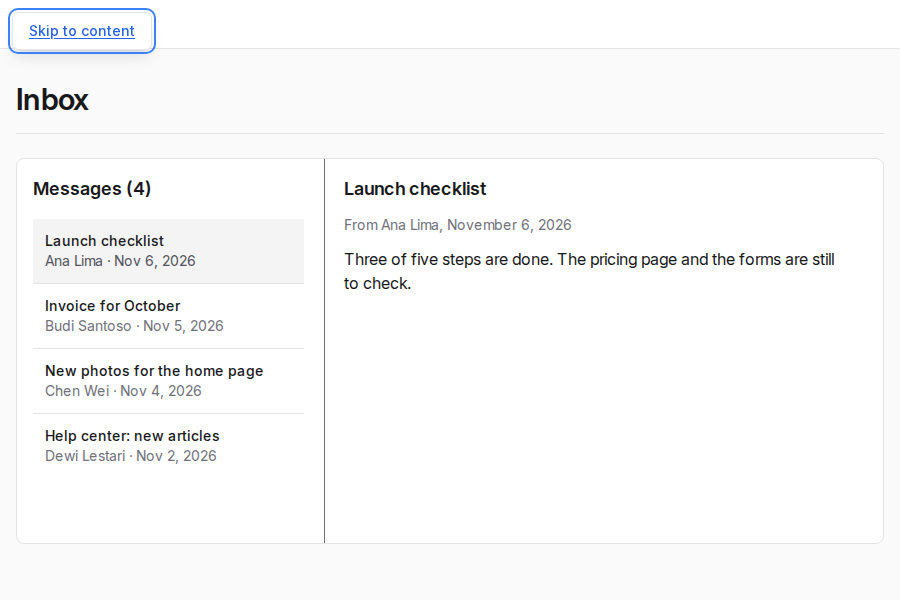 Skip to content
Inbox
Messages (4)
Launch checklist
Ana Lima · Nov 6, 2026
Invoice for October
Budi Santoso · Nov 5, 2026
New photos for the home page
Chen Wei · Nov 4, 2026
Help center: new articles
Dewi Lestari · Nov 2, 2026
Launch checklist
From Ana Lima, November 6, 2026
Three of five steps are done. The pricing page and the forms are still
to check.